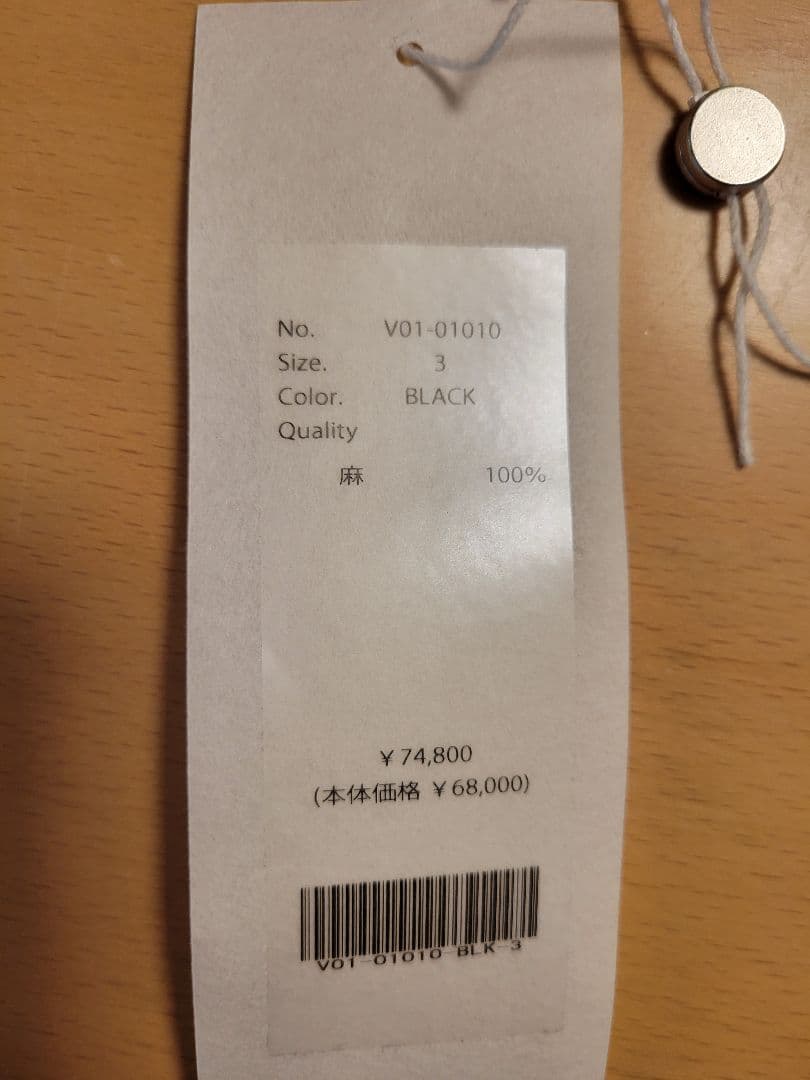 No. V01-01010
Size. 3
Color. BLACK
Quality
麻 100%
¥74,800
(本体価格 ¥68,000)
V01-01010-BLK-3